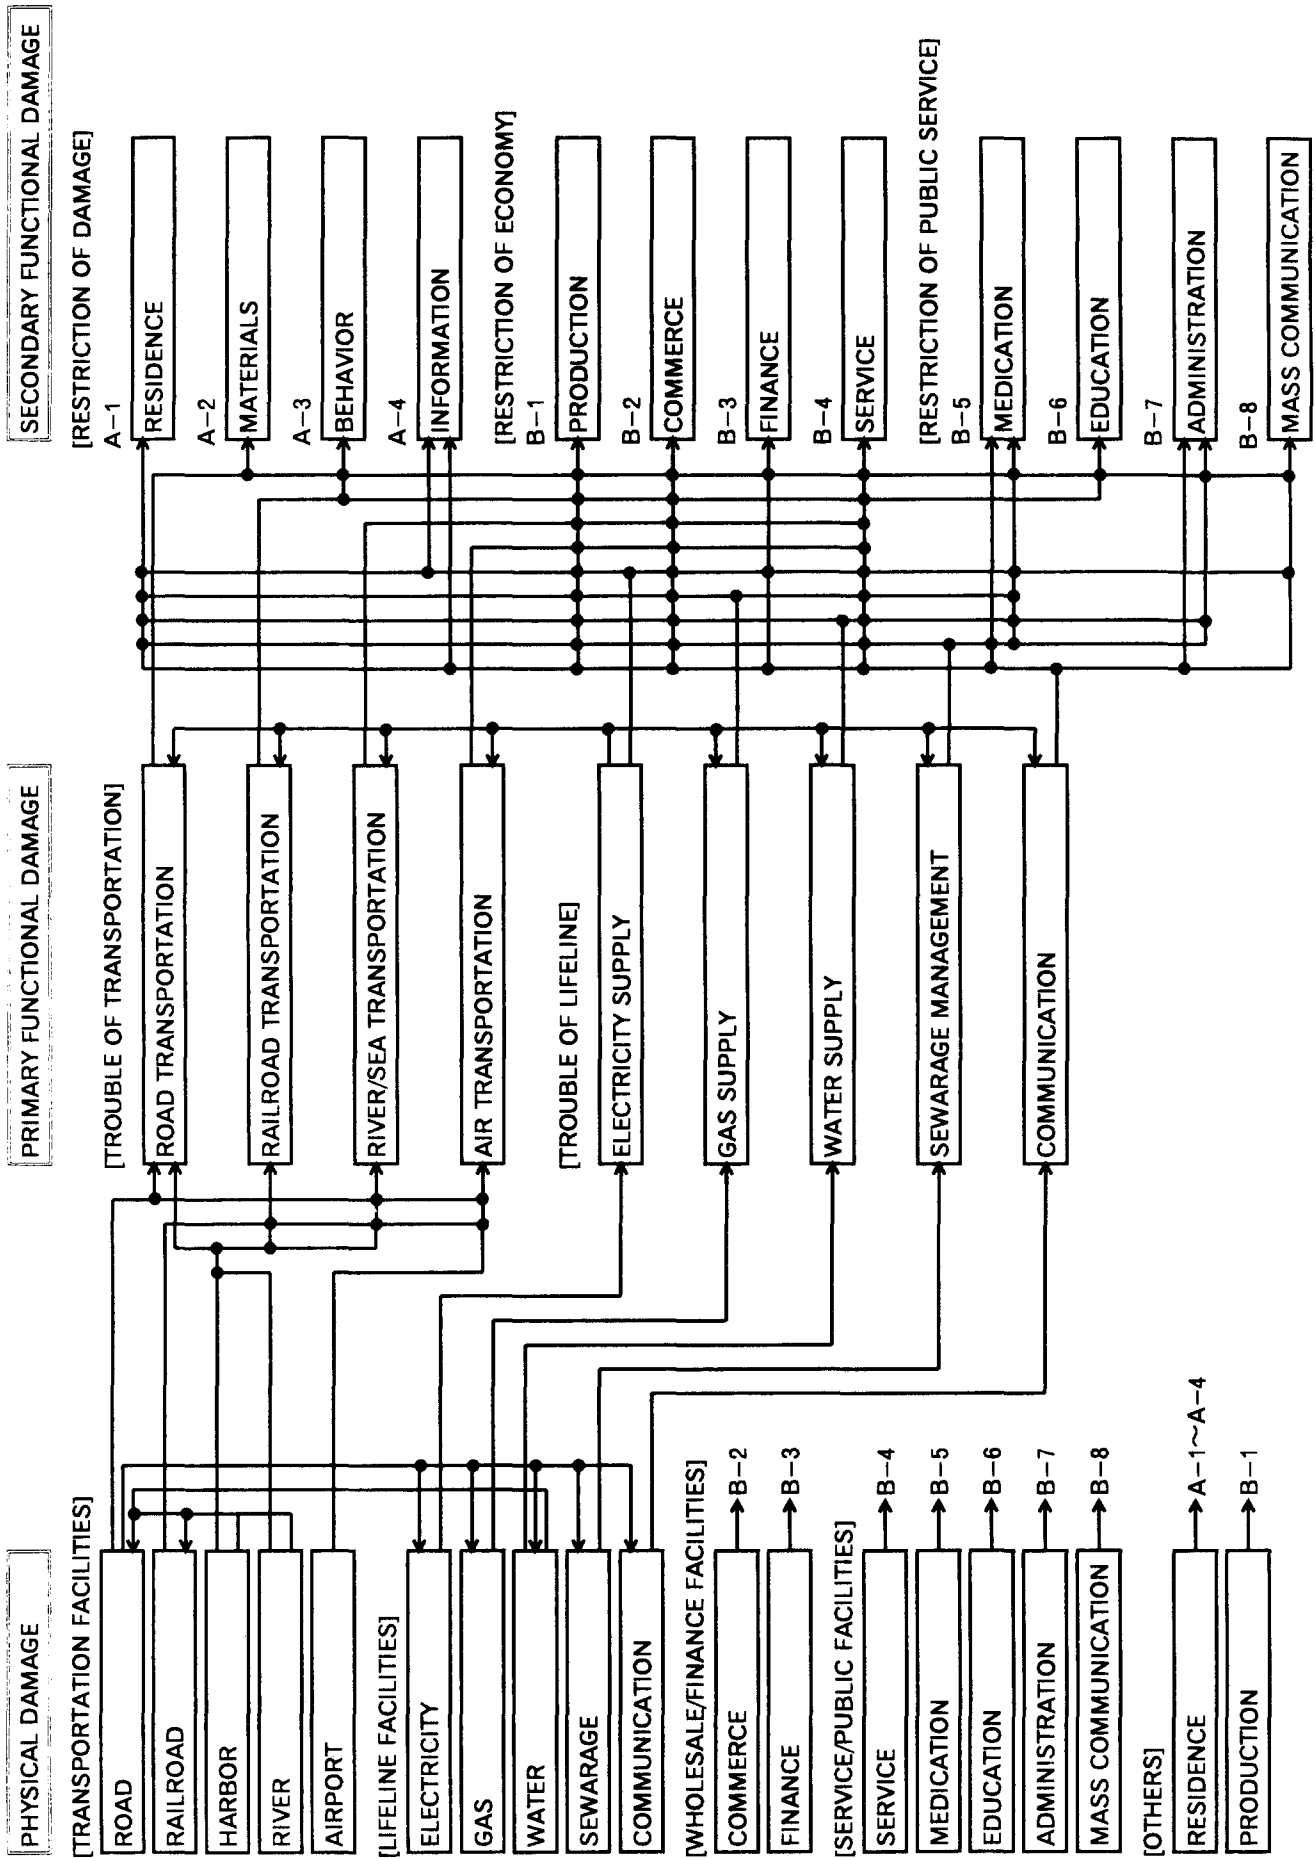 PHYSICAL DAMAGE
[TRANSPORTATION FACILITIES]
ROAD
RAILROAD
HARBOR
RIVER
AIRPORT
[LIFELINE FACILITIES]
ELECTRICITY
GAS
WATER
SEWARAGE
COMMUNICATION
[WHOLESALE/FINANCE FACILITIES]
COMMERCE
B-2
FINANCE
B-3
[SERVICE/PUBLIC FACILITIES]
SERVICE
B-4
MEDICATION
B-5
EDUCATION
B-6
ADMINISTRATION
B-7
MASS COMMUNICATION
B-8
[OTHERS]
RESIDENCE
A-1~A-4
PRODUCTION
B-1
PRIMARY FUNCTIONAL DAMAGE
[TROUBLE OF TRANSPORTATION]
ROAD TRANSPORTATION
RAILROAD TRANSPORTATION
RIVER/SEA TRANSPORTATION
AIR TRANSPORTATION
[TROUBLE OF LIFELINE]
ELECTRICITY SUPPLY
GAS SUPPLY
WATER SUPPLY
SEWARAGE MANAGEMENT
COMMUNICATION
SECONDARY FUNCTIONAL DAMAGE
[RESTRICTION OF DAMAGE]
A-1
RESIDENCE
A-2
MATERIALS
A-3
BEHAVIOR
A-4
INFORMATION
[RESTRICTION OF ECONOMY]
B-1
PRODUCTION
B-2
COMMERCE
B-3
FINANCE
B-4
SERVICE
[RESTRICTION OF PUBLIC SERVICE]
B-5
MEDICATION
B-6
EDUCATION
B-7
ADMINISTRATION
B-8
MASS COMMUNICATION